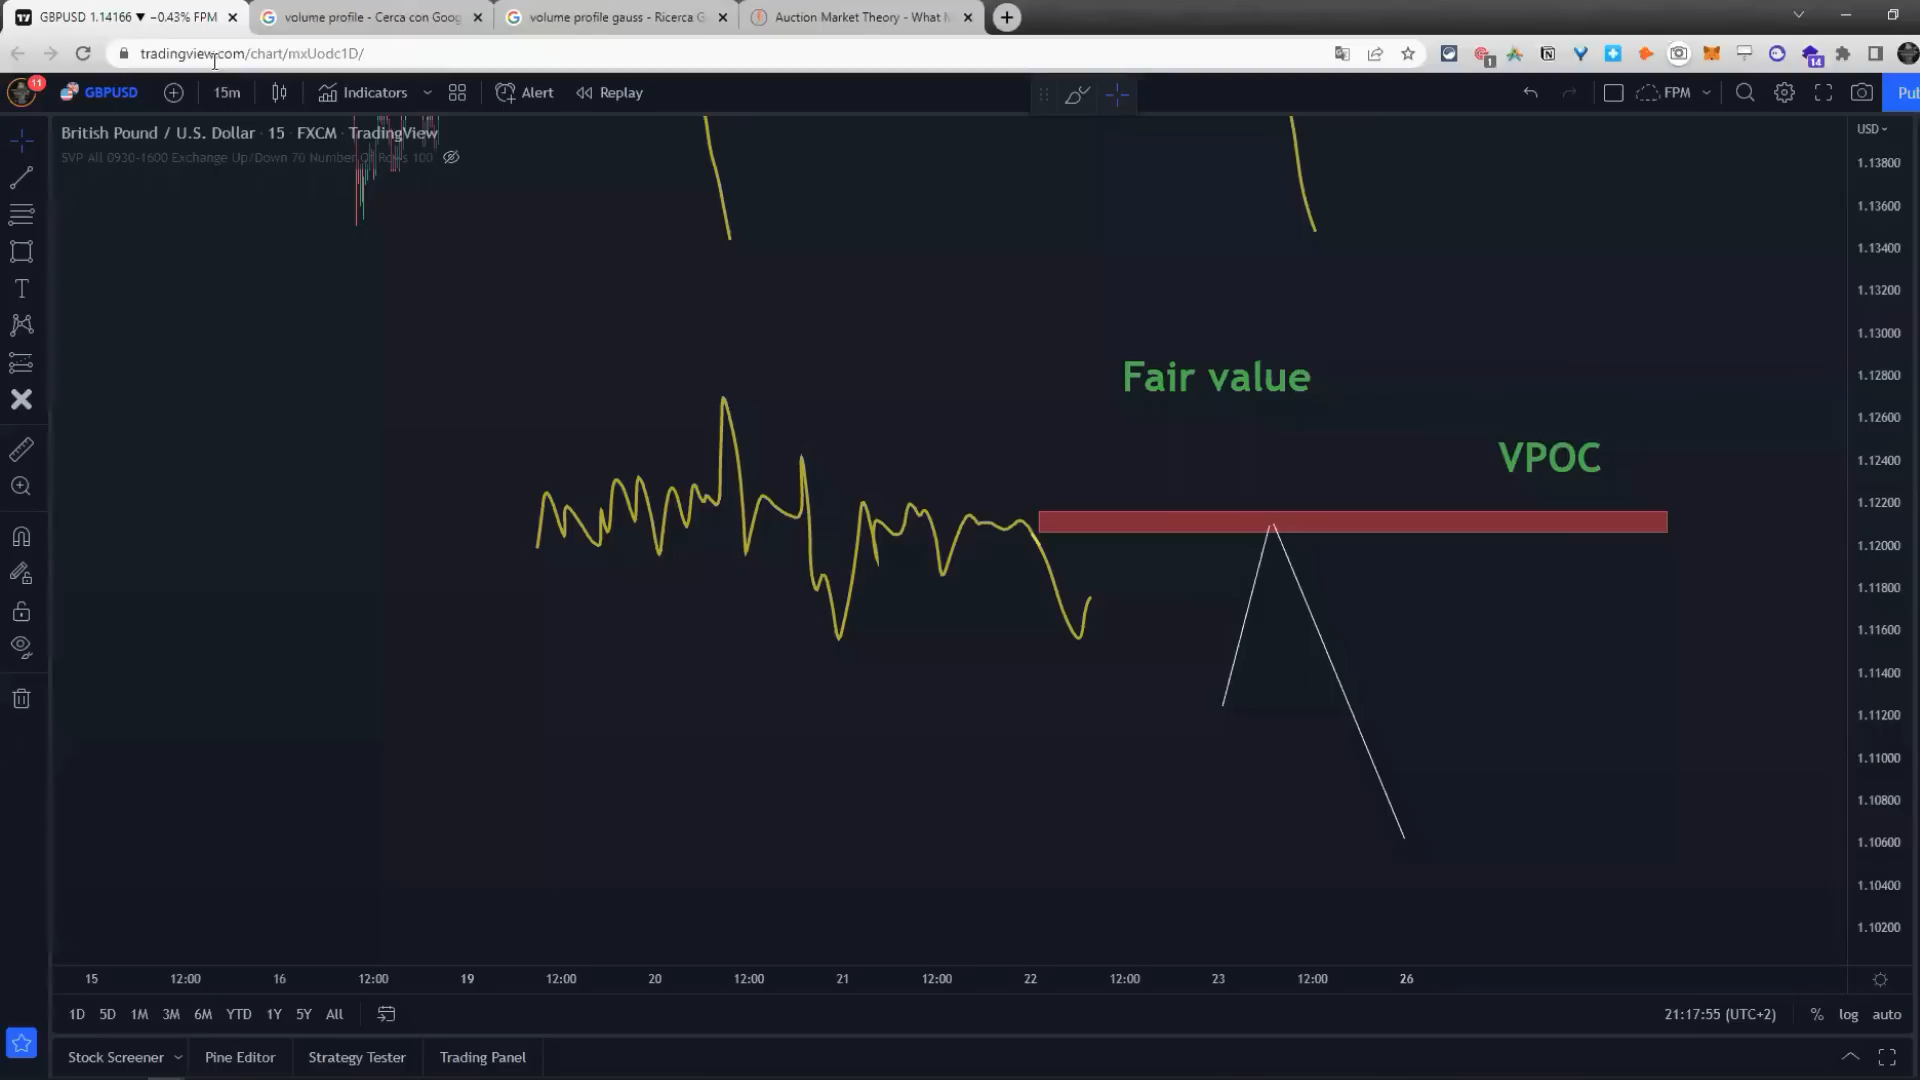 GBPUSD 1.14166 ▼ −0.43% FPM
volume profile - Cerca con Goog
volume profile gauss - Ricerca G
Auction Market Theory - What
tradingview.com/chart/mxUodc1D/
1
14
11
GBPUSD
15m
Indicators
Alert
Replay
FPM
Pu
British Pound / U.S. Dollar · 15 · FXCM · TradingView
SVP All 0930-1600 Exchange Up/Down 70 Number Of Rows 100
USD
1.13800
1.13600
1.13400
1.13200
1.13000
1.12800
1.12600
1.12400
1.12200
1.12000
1.11800
1.11600
1.11400
1.11200
1.11000
1.10800
1.10600
1.10400
1.10200
Fair value
VPOC
15 12:00 16 12:00 19 12:00 20 12:00 21 12:00 22 12:00 23 12:00 26
1D 5D 1M 3M 6M YTD 1Y 5Y All
21:17:55 (UTC+2) % log auto
Stock Screener Pine Editor Strategy Tester Trading Panel